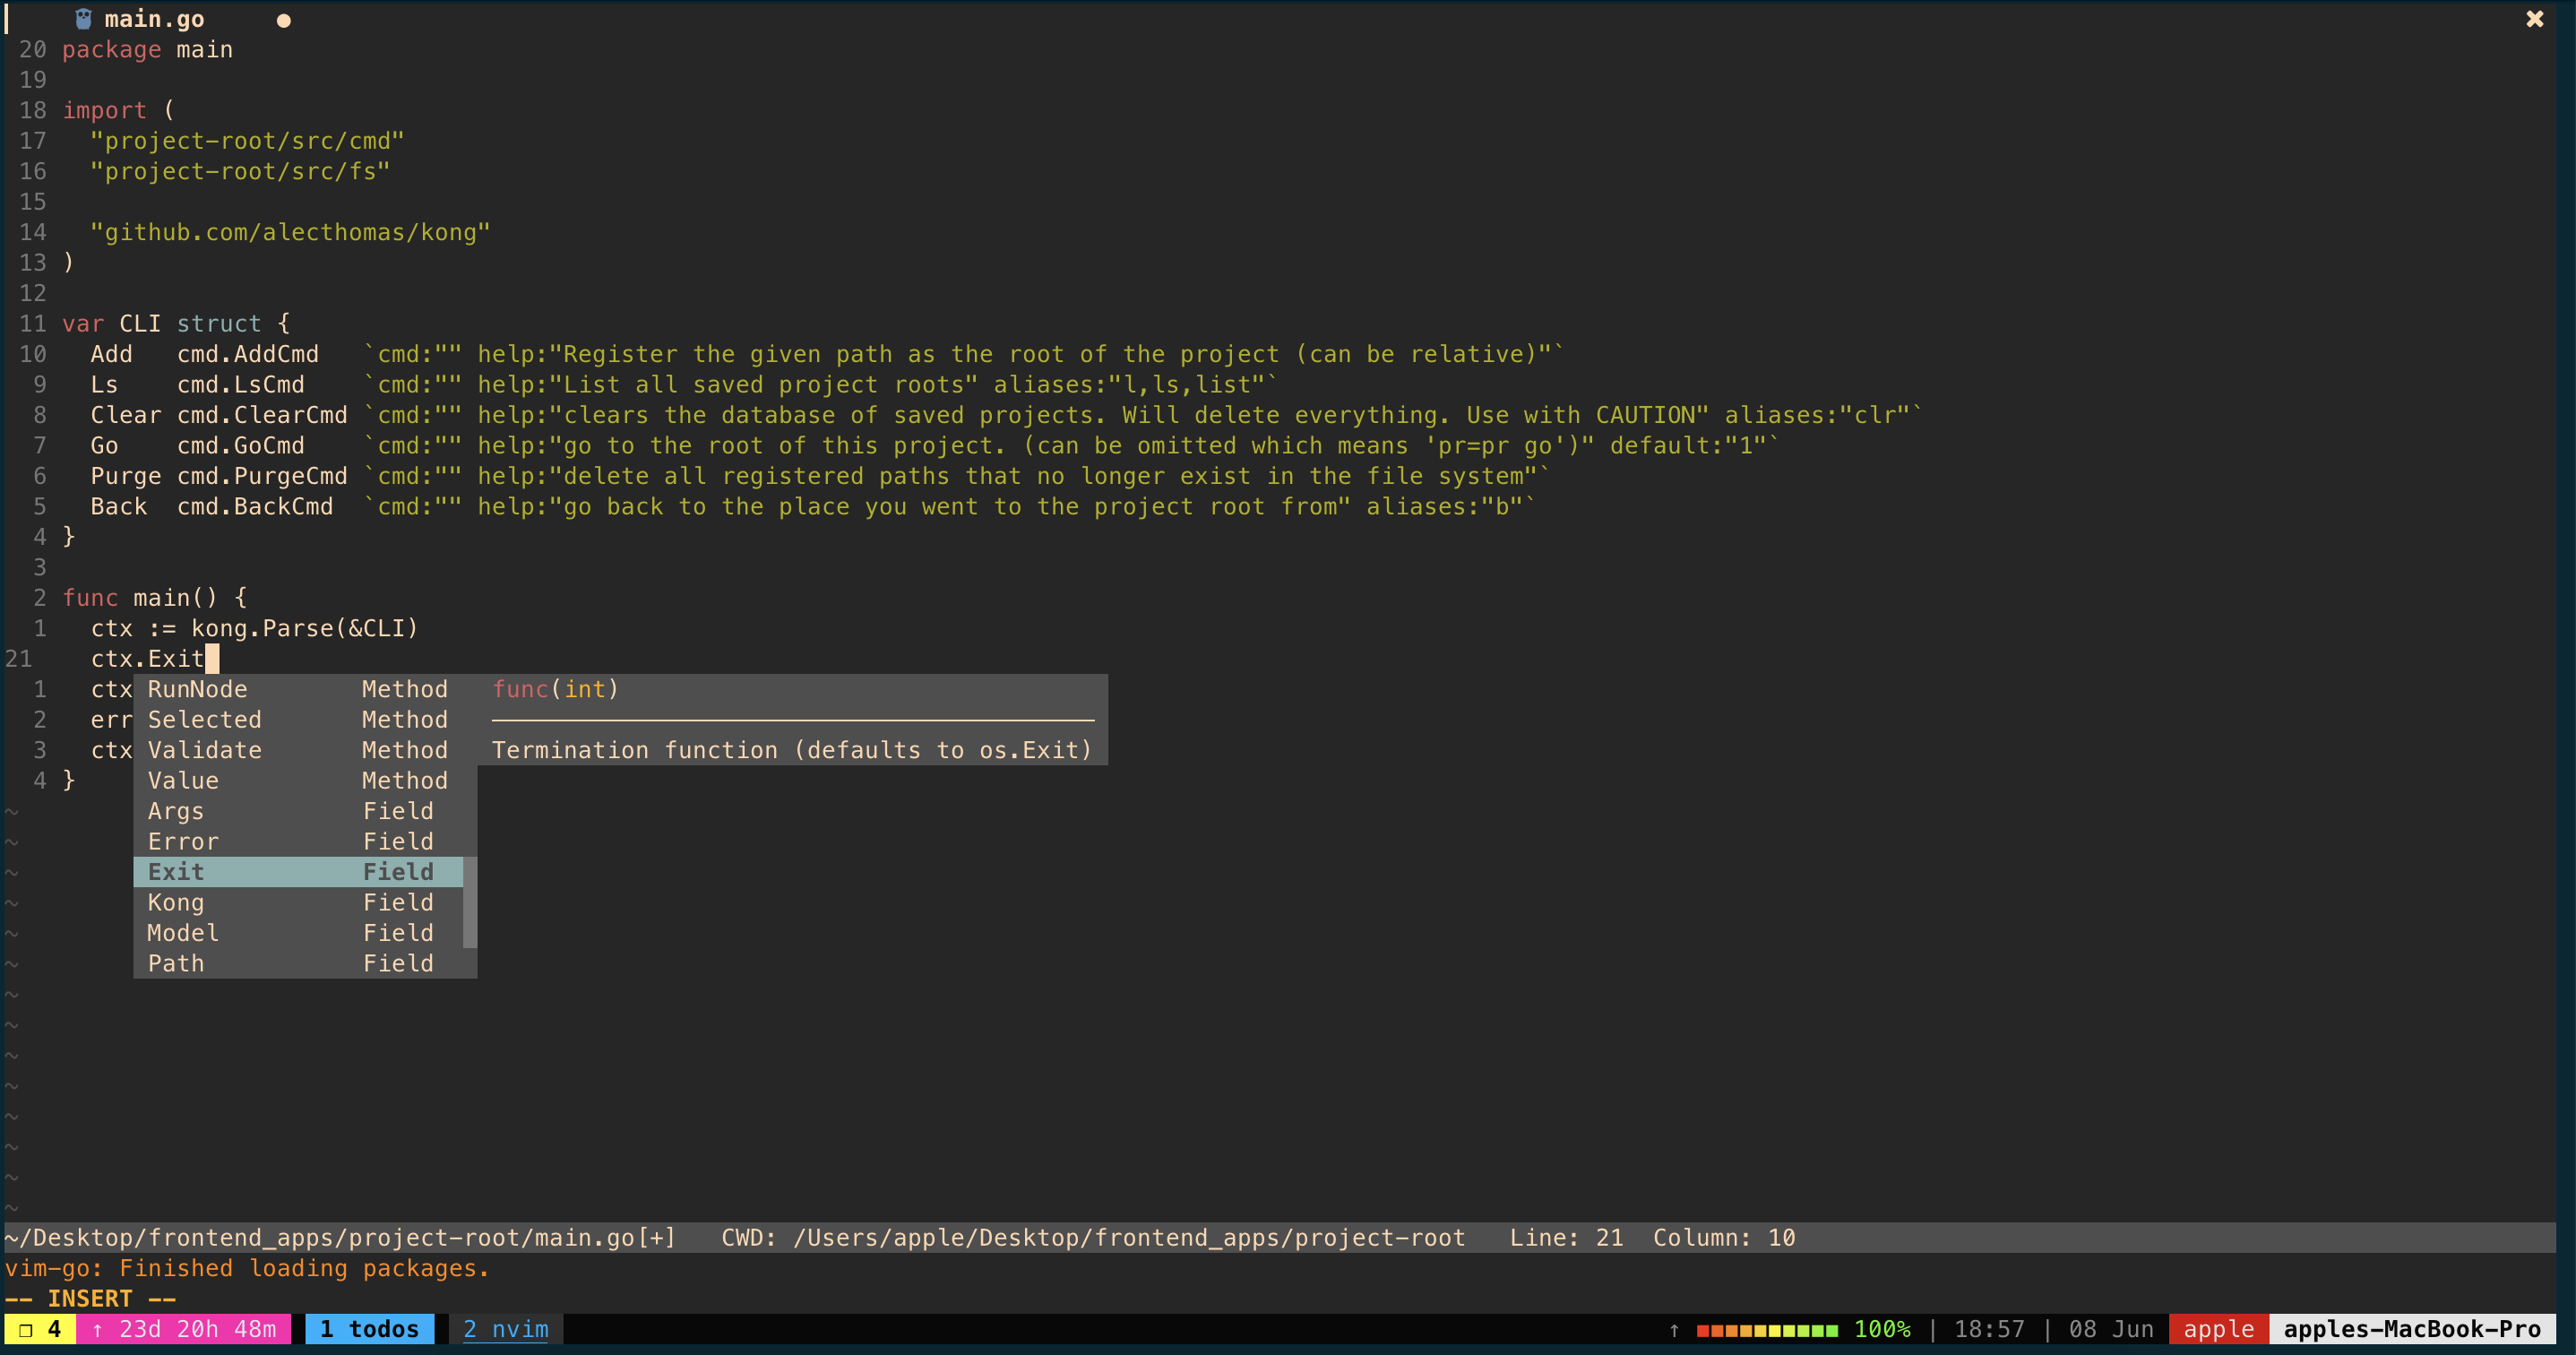 main.go ● ✖
20 package main
19
18 import (
17   "project-root/src/cmd"
16   "project-root/src/fs"
15
14   "github.com/alecthomas/kong"
13 )
12
11 var CLI struct {
10   Add   cmd.AddCmd   `cmd:"" help:"Register the given path as the root of the project (can be relative)"`
9   Ls    cmd.LsCmd    `cmd:"" help:"List all saved project roots" aliases:"l,ls,list"`
8   Clear cmd.ClearCmd `cmd:"" help:"clears the database of saved projects. Will delete everything. Use with CAUTION" aliases:"clr"`
7   Go    cmd.GoCmd    `cmd:"" help:"go to the root of this project. (can be omitted which means 'pr=pr go')" default:"1"`
6   Purge cmd.PurgeCmd `cmd:"" help:"delete all registered paths that no longer exist in the file system"`
5   Back  cmd.BackCmd  `cmd:"" help:"go back to the place you went to the project root from" aliases:"b"`
4 }
3
2 func main() {
1   ctx := kong.Parse(&CLI)
21   ctx.Exit
1   ctx RunNode Method func(int)
2   err Selected Method
3   ctx Validate Method Termination function (defaults to os.Exit)
4 } Value Method
~ Args Field
~ Error Field
~ Exit Field
~ Kong Field
~ Model Field
~ Path Field
~
~
~
~
~
~
~
~
~/Desktop/frontend_apps/project-root/main.go[+]   CWD: /Users/apple/Desktop/frontend_apps/project-root   Line: 21  Column: 10
vim-go: Finished loading packages.
-- INSERT --
❐ 4 ↑ 23d 20h 48m 1 todos 2 nvim ↑ ■■■■■■■■■■ 100% | 18:57 | 08 Jun apple apples-MacBook-Pro